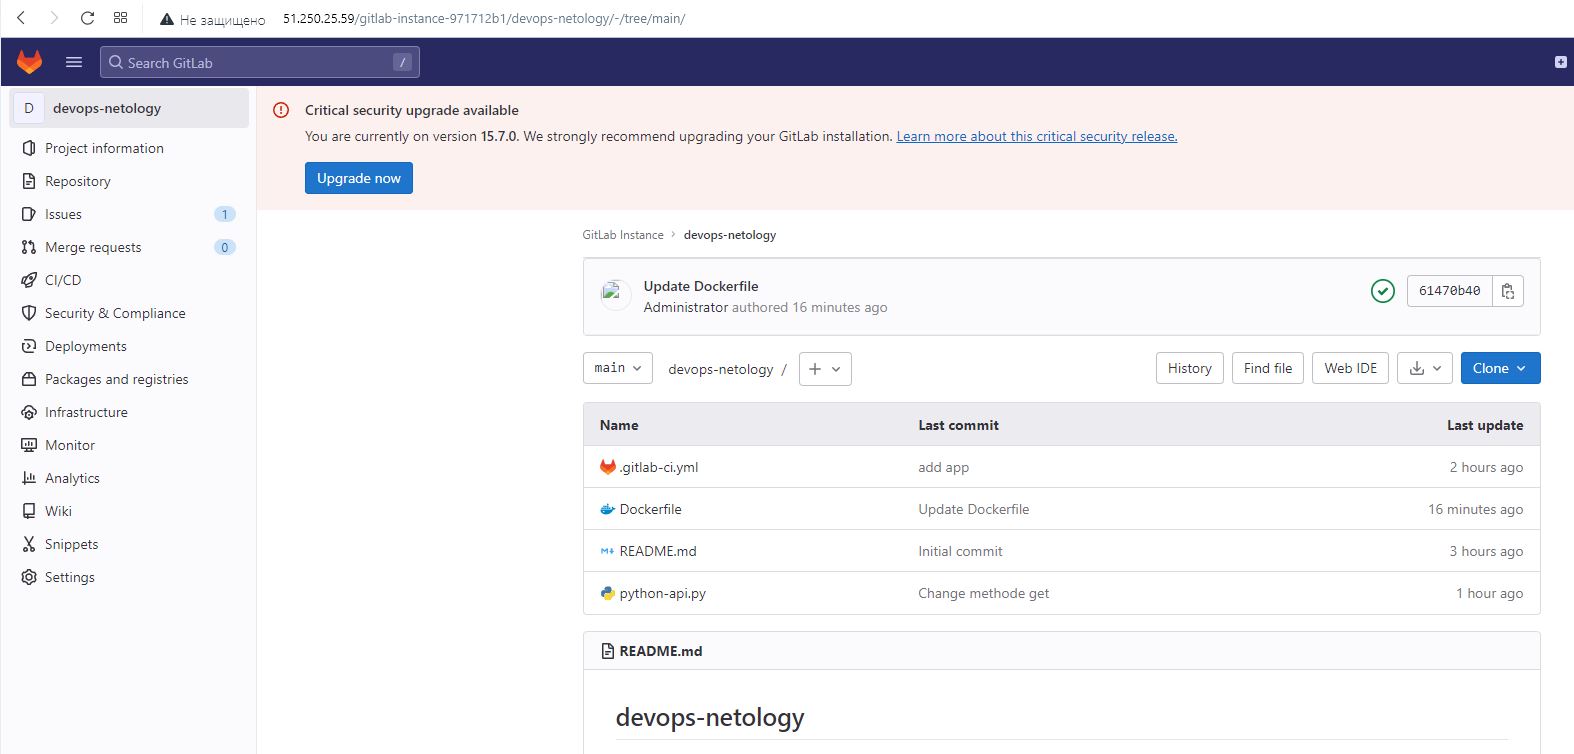 Не защищено 51.250.25.59/gitlab-instance-971712b1/devops-netology/-/tree/main/
Search GitLab /
D devops-netology
Project information
Repository
Issues 1
Merge requests 0
CI/CD
Security & Compliance
Deployments
Packages and registries
Infrastructure
Monitor
Analytics
Wiki
Snippets
Settings
Critical security upgrade available
You are currently on version 15.7.0. We strongly recommend upgrading your GitLab installation. Learn more about this critical security release.
Upgrade now
GitLab Instance › devops-netology
Update Dockerfile
Administrator authored 16 minutes ago
61470b40
main devops-netology / + History Find file Web IDE Clone
Name Last commit Last update
.gitlab-ci.yml add app 2 hours ago
Dockerfile Update Dockerfile 16 minutes ago
README.md Initial commit 3 hours ago
python-api.py Change methode get 1 hour ago
README.md
devops-netology